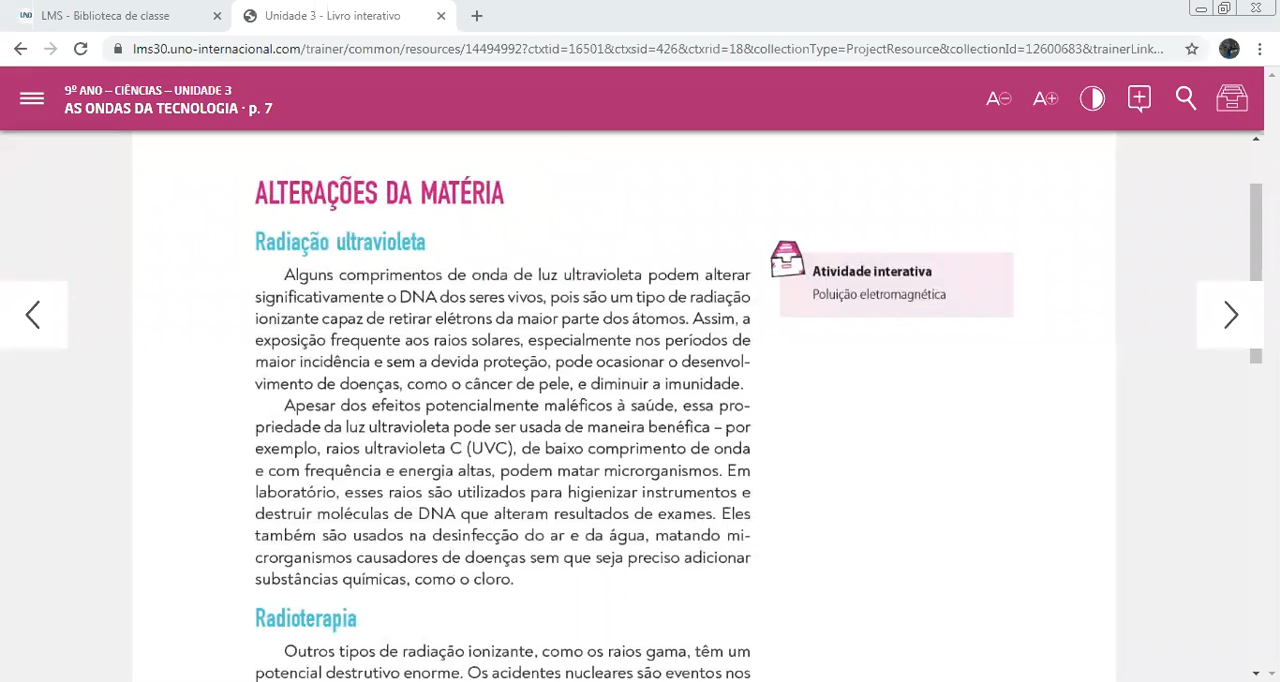 LMS - Biblioteca de classe
Unidade 3 - Livro interativo
lms30.uno-internacional.com/trainer/common/resources/14494992?ctxtid=16501&ctxsid=426&ctxrid=18&collectionType=ProjectResource&collectionId=12600683&trainerLink...
9º ANO – CIÊNCIAS – UNIDADE 3
AS ONDAS DA TECNOLOGIA · p. 7
A
A
ALTERAÇÕES DA MATÉRIA
Radiação ultravioleta
Alguns comprimentos de onda de luz ultravioleta podem alterar
significativamente o DNA dos seres vivos, pois são um tipo de radiação
ionizante capaz de retirar elétrons da maior parte dos átomos. Assim, a
exposição frequente aos raios solares, especialmente nos períodos de
maior incidência e sem a devida proteção, pode ocasionar o desenvol-
vimento de doenças, como o câncer de pele, e diminuir a imunidade.
Apesar dos efeitos potencialmente maléficos à saúde, essa pro-
priedade da luz ultravioleta pode ser usada de maneira benéfica – por
exemplo, raios ultravioleta C (UVC), de baixo comprimento de onda
e com frequência e energia altas, podem matar microrganismos. Em
laboratório, esses raios são utilizados para higienizar instrumentos e
destruir moléculas de DNA que alteram resultados de exames. Eles
também são usados na desinfecção do ar e da água, matando mi-
crorganismos causadores de doenças sem que seja preciso adicionar
substâncias químicas, como o cloro.
Atividade interativa
Poluição eletromagnética
Radioterapia
Outros tipos de radiação ionizante, como os raios gama, têm um
potencial destrutivo enorme. Os acidentes nucleares são eventos nos